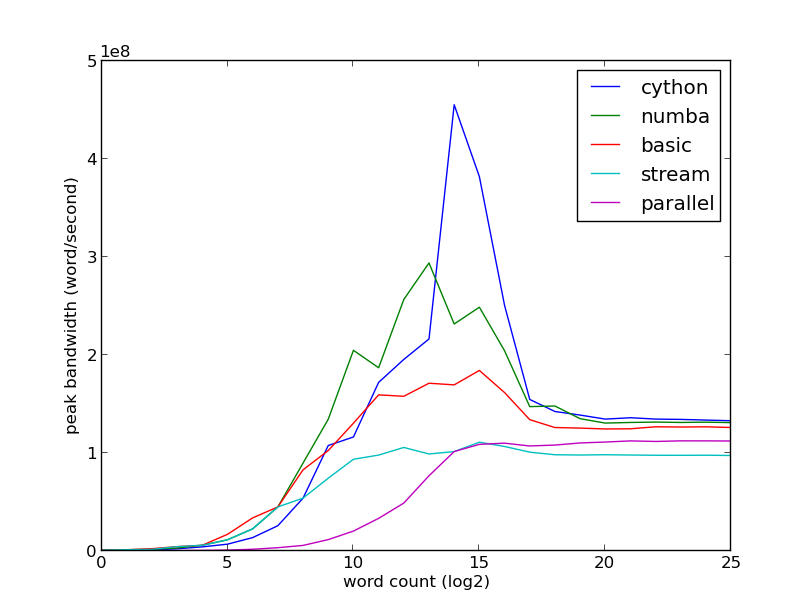 1e8
5
4
3
2
1
0
peak bandwidth (word/second)
cython
numba
basic
stream
parallel
0 5 10 15 20 25
word count (log2)